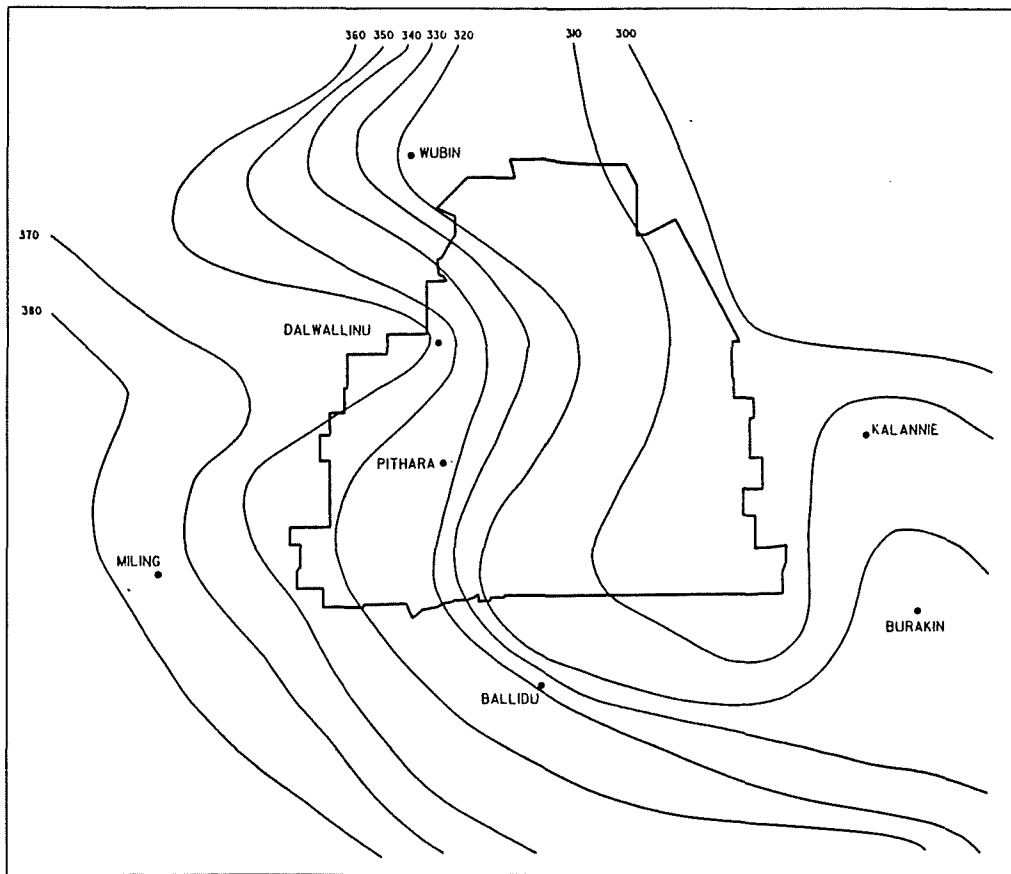 360 350 340 330 320 310 300
WUBIN
370
380
DALWALLINU
KALANNIE
PITHARA
MILING
BURAKIN
BALLIDU